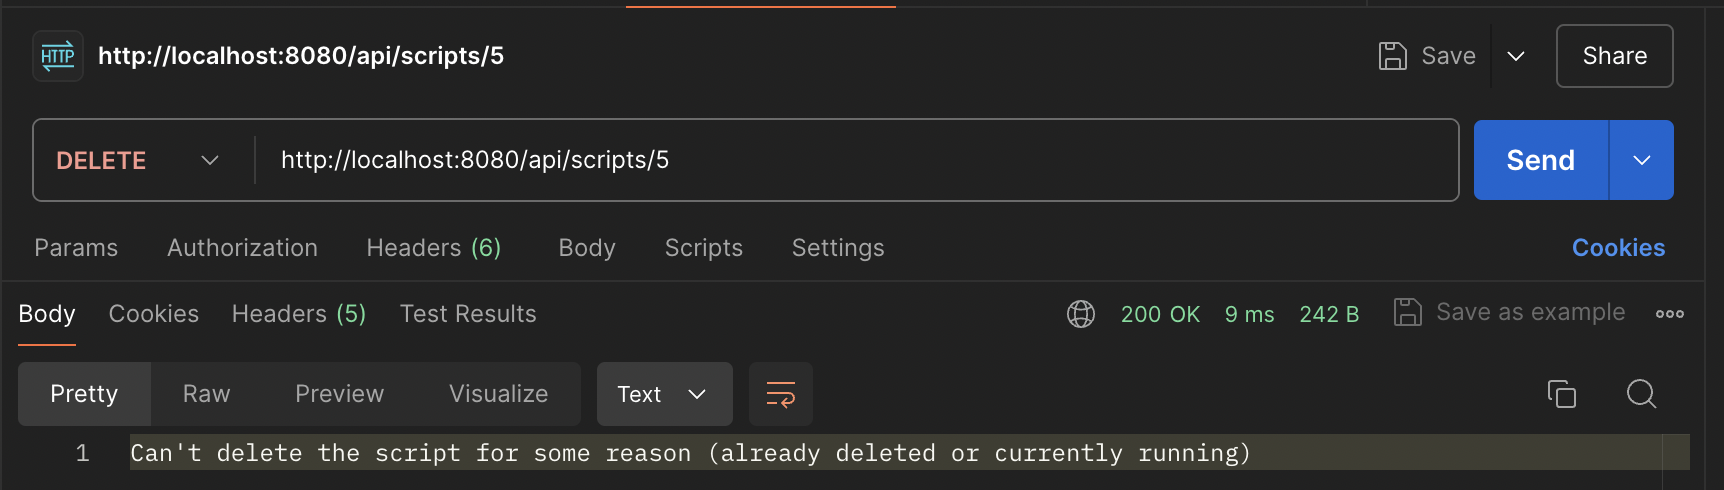 HTTP http://localhost:8080/api/scripts/5 Save Share
DELETE http://localhost:8080/api/scripts/5 Send
Params Authorization Headers (6) Body Scripts Settings Cookies
Body Cookies Headers (5) Test Results 200 OK 9 ms 242 B Save as example
Pretty Raw Preview Visualize Text
1 Can't delete the script for some reason (already deleted or currently running)